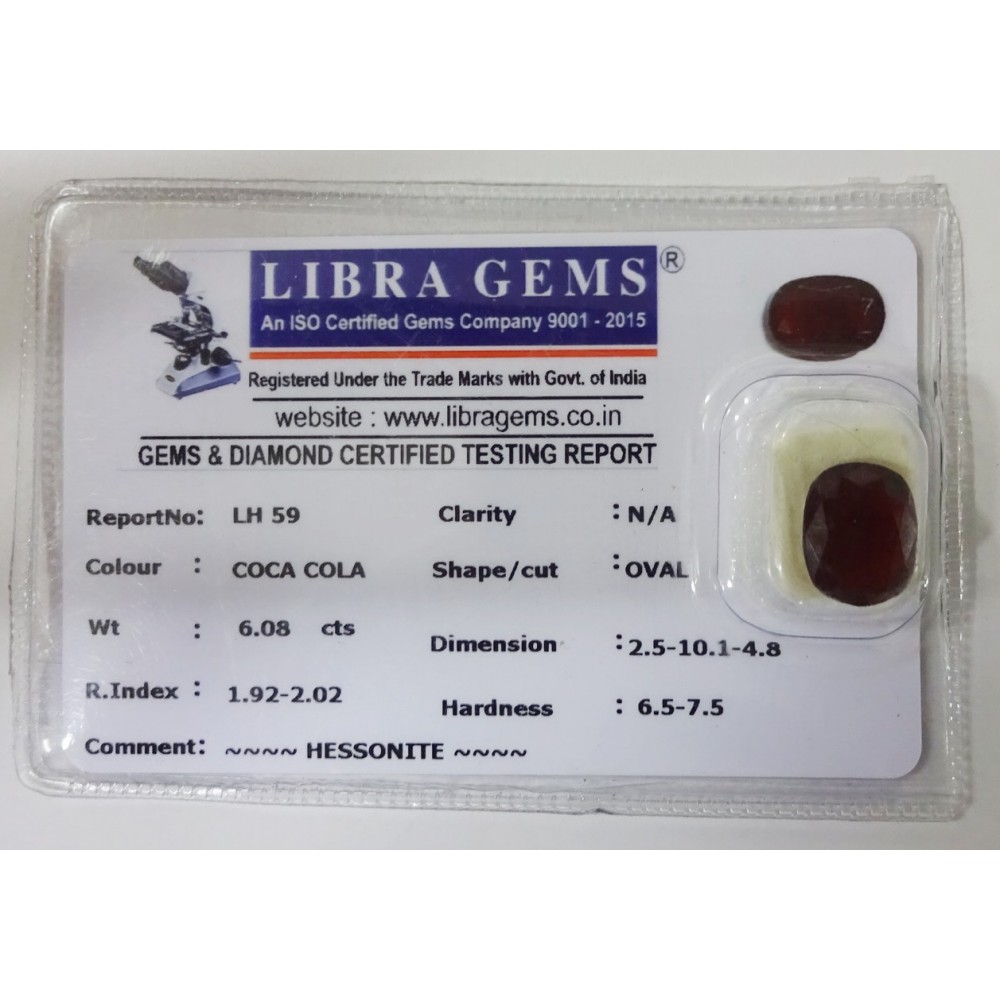 LIBRA GEMS ®
An ISO Certified Gems Company 9001 - 2015
Registered Under the Trade Marks with Govt. of India
website : www.libragems.co.in
GEMS & DIAMOND CERTIFIED TESTING REPORT
ReportNo: LH 59 Clarity : N/A
Colour : COCA COLA Shape/cut : OVAL
Wt : 6.08 cts Dimension : 2.5-10.1-4.8
R.Index : 1.92-2.02 Hardness : 6.5-7.5
Comment: ~~~~ HESSONITE ~~~~